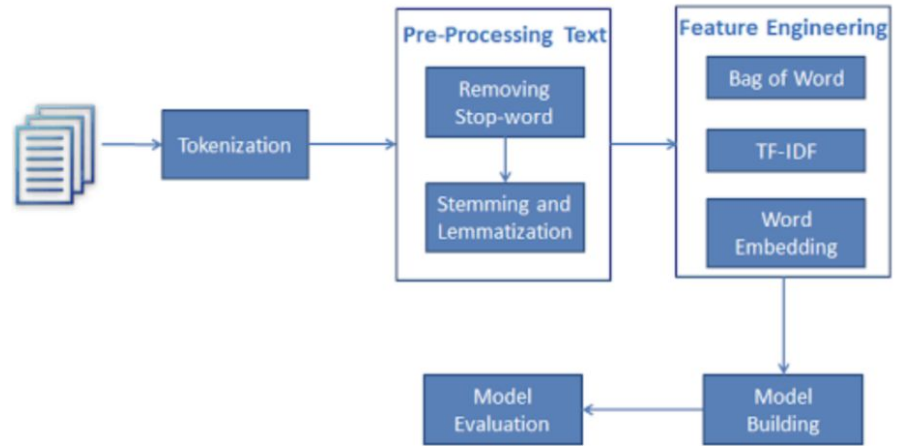 Pre-Processing Text
Feature Engineering
Tokenization
Removing
Stop-word
Stemming and
Lemmatization
Bag of Word
TF-IDF
Word
Embedding
Model
Building
Model
Evaluation